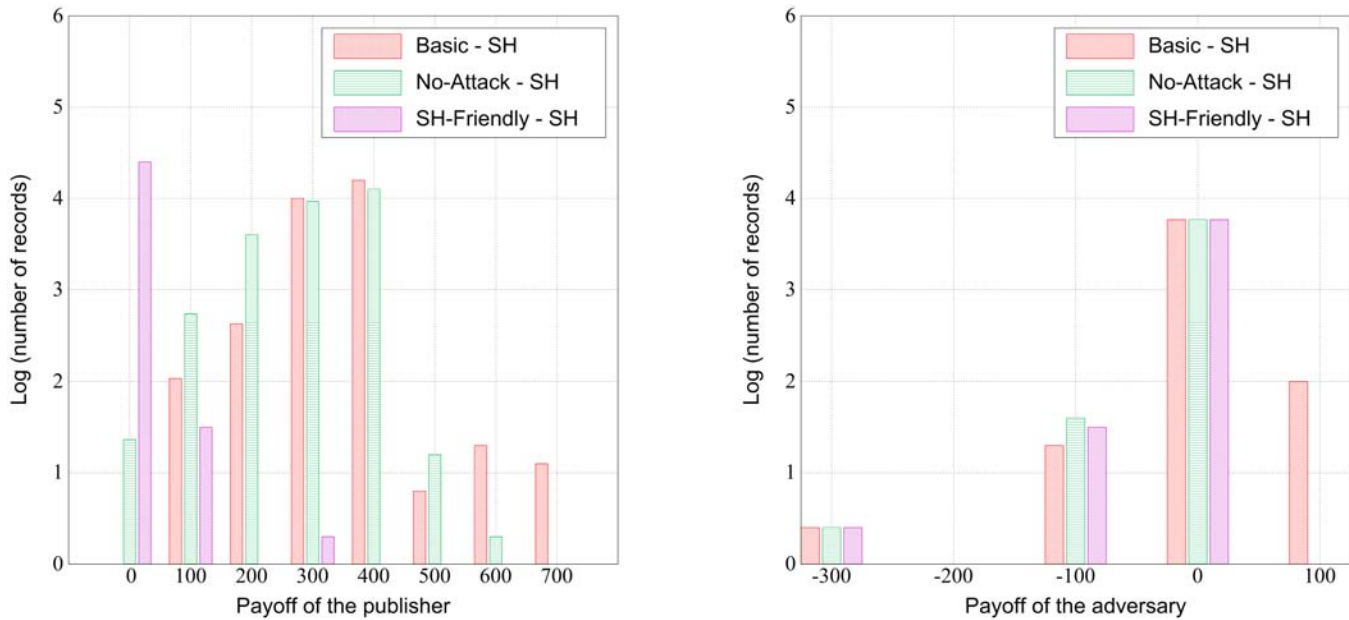 6
5
4
3
2
1
0
Log (number of records)
Basic - SH
No-Attack - SH
SH-Friendly - SH
0 100 200 300 400 500 600 700
Payoff of the publisher
6
5
4
3
2
1
0
Log (number of records)
Basic - SH
No-Attack - SH
SH-Friendly - SH
-300 -200 -100 0 100
Payoff of the adversary